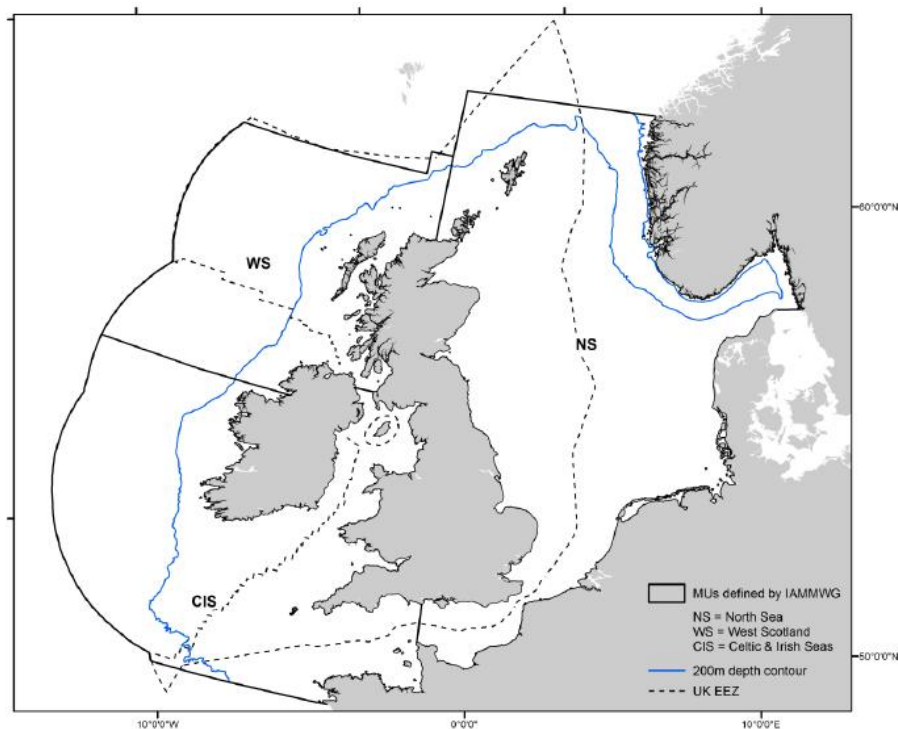 60°0'0"N
WS
NS
CIS
MUs defined by IAMMWG
NS = North Sea
WS = West Scotland
CIS = Celtic & Irish Seas
200m depth contour
UK EEZ
50°0'0"N
10°0'0"W
0°0'0"
10°0'0"E